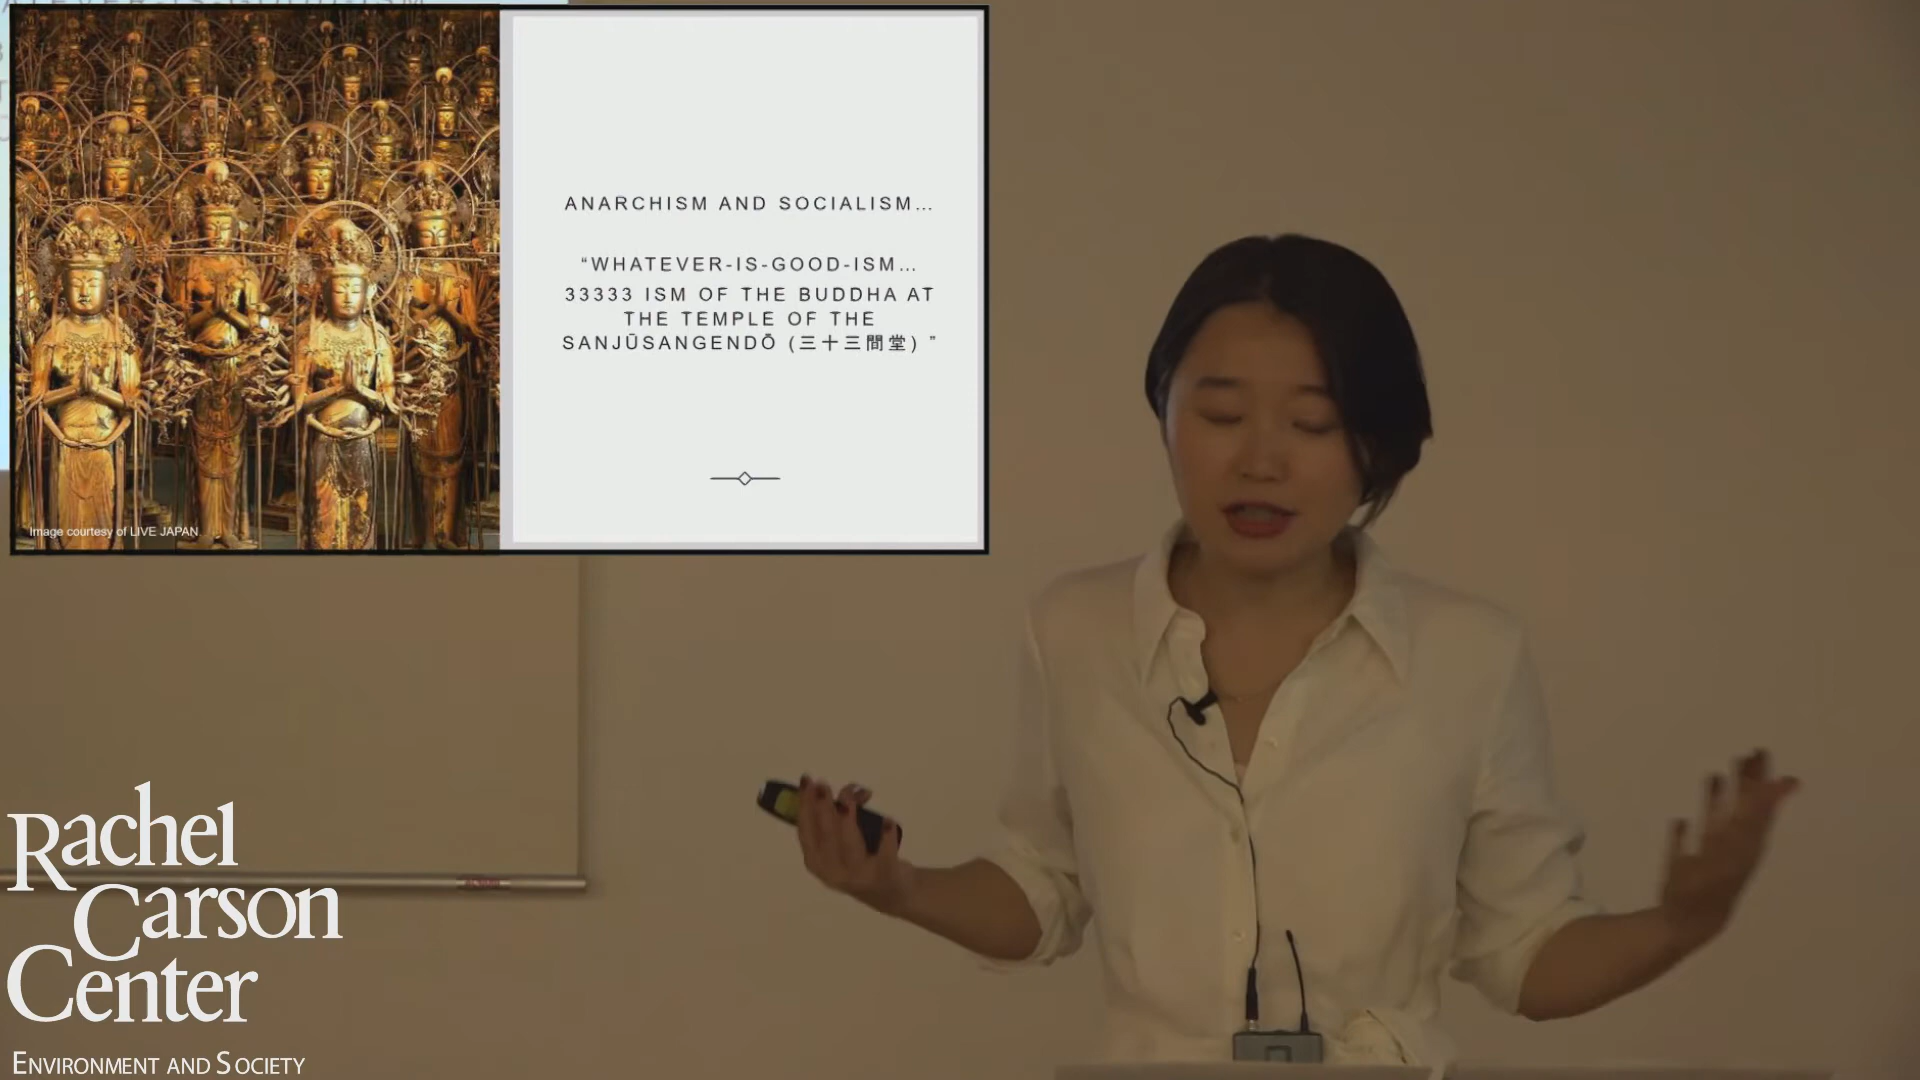 ANARCHISM AND SOCIALISM...
“WHATEVER-IS-GOOD-ISM...
33333 ISM OF THE BUDDHA AT
THE TEMPLE OF THE
SANJŪSANGENDŌ (三十三間堂) ”
Image courtesy of LIVE JAPAN.
Rachel
Carson
Center
ENVIRONMENT AND SOCIETY